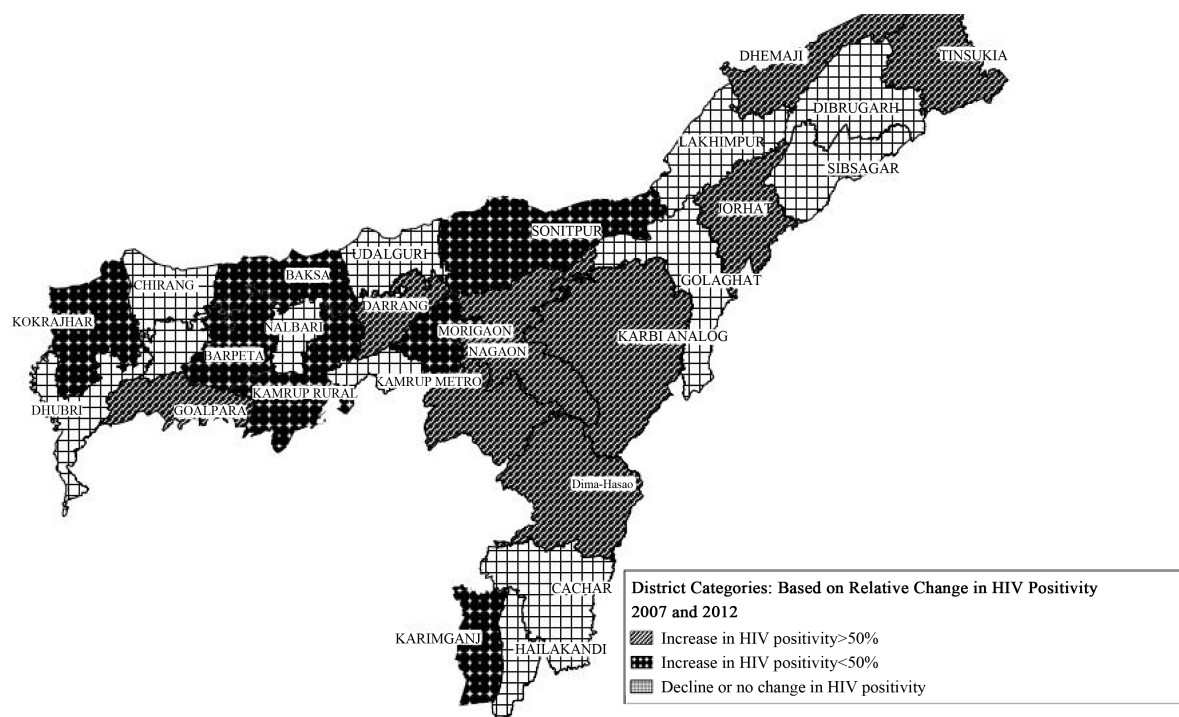 DHEMAJI
TINSUKIA
DIBRUGARH
LAKHIMPUR
SIBSAGAR
JORHAT
SONITPUR
UDALGURI
BAKSA
CHIRANG
GOLAGHAT
DARRANG
KOKRAJHAR
NALBARI
MORIGAON
KARBI ANALOG
NAGAON
BARPETA
KAMRUP METRO
KAMRUP RURAL
DHUBRI
GOALPARA
Dima-Hasao
CACHAR
KARIMGANJ
HAILAKANDI
District Categories: Based on Relative Change in HIV Positivity
2007 and 2012
Increase in HIV positivity>50%
Increase in HIV positivity<50%
Decline or no change in HIV positivity